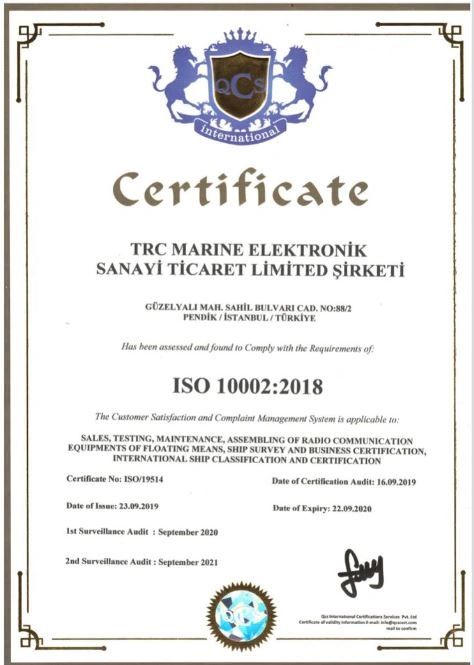 QCS
international
Certificate
TRC MARINE ELEKTRONİK
SANAYİ TİCARET LİMİTED ŞİRKETİ
GÜZELYALI MAH. SAHİL BULVARI CAD. NO:88/2
PENDİK / İSTANBUL / TÜRKİYE
Has been assessed and found to Comply with the Requirements of:
ISO 10002:2018
The Customer Satisfaction and Complaint Management System is applicable to:
SALES, TESTING, MAINTENANCE, ASSEMBLING OF RADIO COMMUNICATION
EQUIPMENTS OF FLOATING MEANS, SHIP SURVEY AND BUSINESS CERTIFICATION,
INTERNATIONAL SHIP CLASSIFICATION AND CERTIFICATION
Certificate No: ISO/19514
Date of Certification Audit: 16.09.2019
Date of Issue: 23.09.2019
Date of Expiry: 22.09.2020
1st Surveillance Audit : September 2020
2nd Surveillance Audit : September 2021
QCS
Qcs International Certifications Services Pvt. Ltd
Certificate of validity information E-mail: info@qcscert.com
mail to confirm